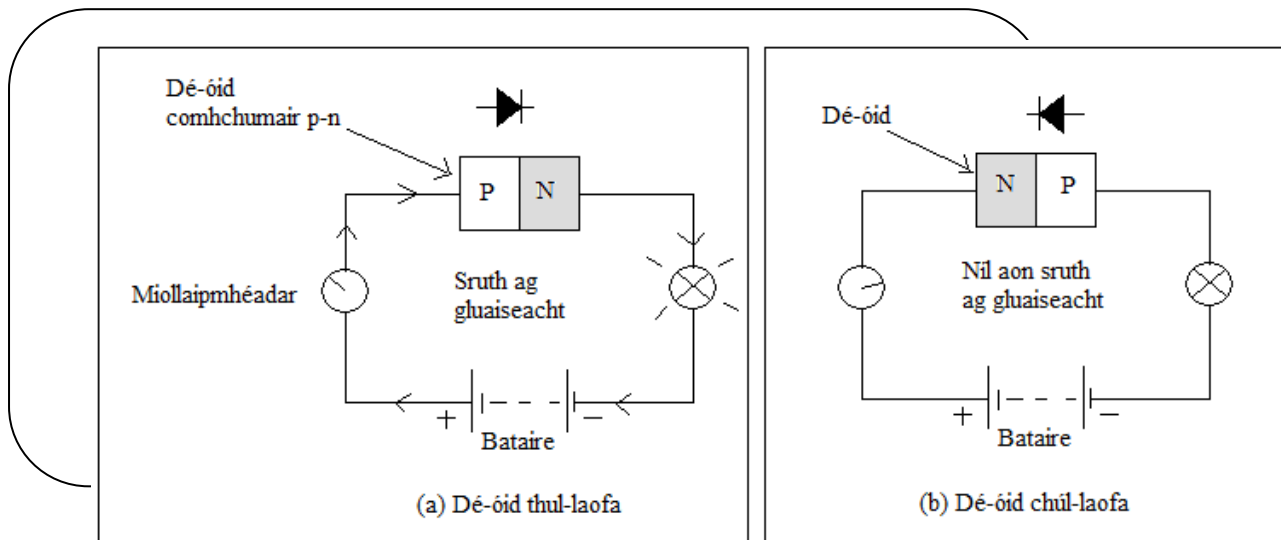 Dé-óid
comhchumair p-n
P
N
Miollaipmhéadar
Sruth ag
gluaiseacht
+
−
Bataire
(a) Dé-óid thul-laofa
Dé-óid
N
P
Níl aon sruth
ag gluaiseacht
+
−
Bataire
(b) Dé-óid chúl-laofa